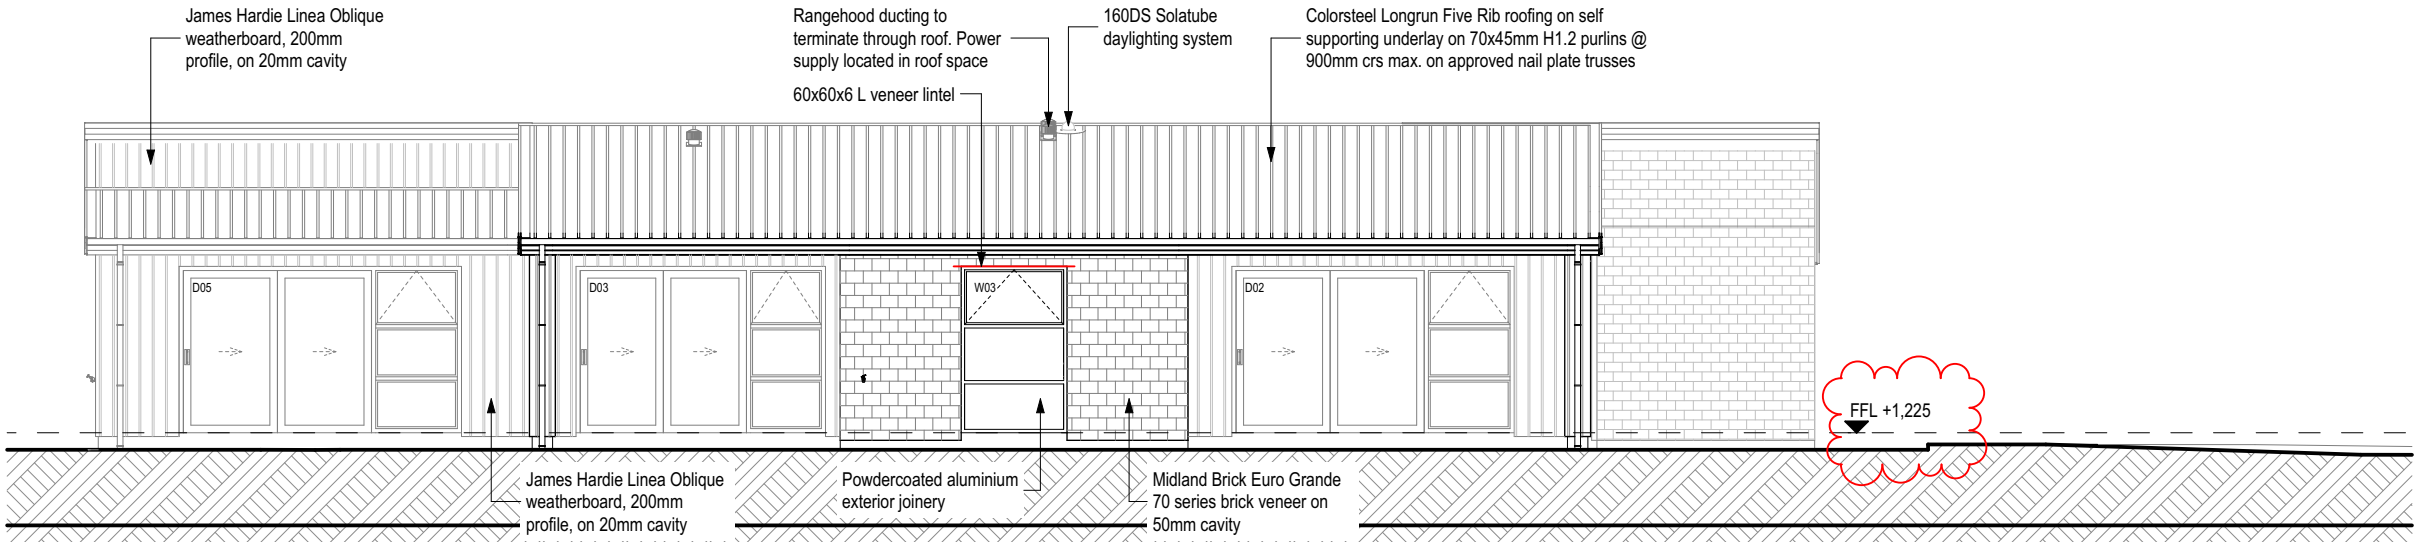 James Hardie Linea Oblique
weatherboard, 200mm
profile, on 20mm cavity
Rangehood ducting to
terminate through roof. Power
supply located in roof space
60x60x6 L veneer lintel
160DS Solatube
daylighting system
Colorsteel Longrun Five Rib roofing on self
supporting underlay on 70x45mm H1.2 purlins @
900mm crs max. on approved nail plate trusses
D05
D03
W03
D02
FFL +1,225
James Hardie Linea Oblique
weatherboard, 200mm
profile, on 20mm cavity
Powdercoated aluminium
exterior joinery
Midland Brick Euro Grande
70 series brick veneer on
50mm cavity